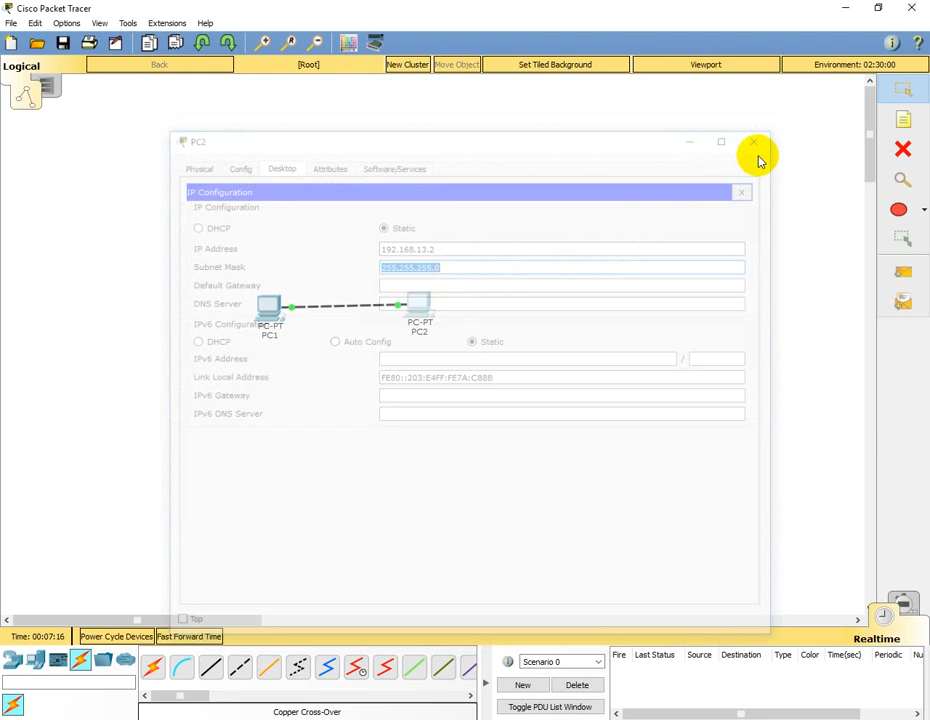 Cisco Packet Tracer
File Edit Options View Tools Extensions Help
Logical Back [Root] New Cluster Move Object Set Tiled Background Viewport Environment: 02:30:00
PC2
Physical Config Desktop Attributes Software/Services
IP Configuration X
IP Configuration
DHCP Static
IP Address 192.168.13.2
Subnet Mask 255.255.255.0
Default Gateway
DNS Server
PC-PT PC-PT
PC1 PC2
IPv6 Configuration
DHCP Auto Config Static
IPv6 Address /
Link Local Address FE80::203:E4FF:FE7A:C88B
IPv6 Gateway
IPv6 DNS Server
Top
Time: 00:07:16 Power Cycle Devices Fast Forward Time Realtime
Scenario 0 Fire Last Status Source Destination Type Color Time(sec) Periodic Nu
New Delete
Toggle PDU List Window
Copper Cross-Over